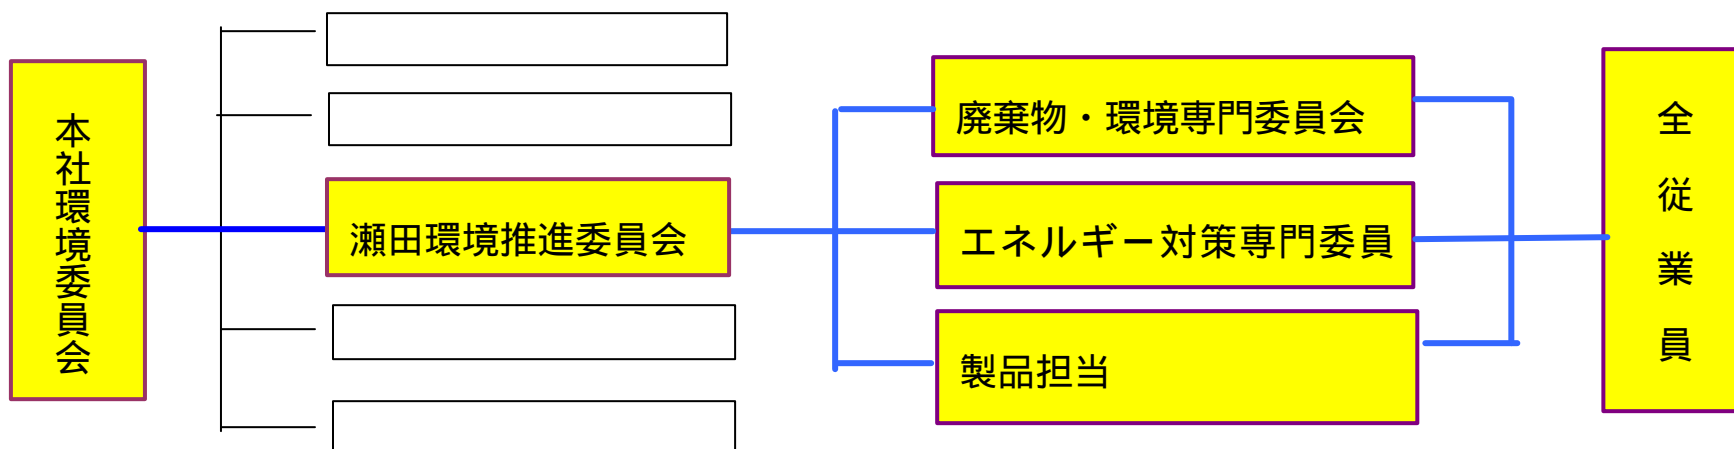 本社環境委員会
瀬田環境推進委員会
廃棄物・環境専門委員会
エネルギー対策専門委員
製品担当
全従業員